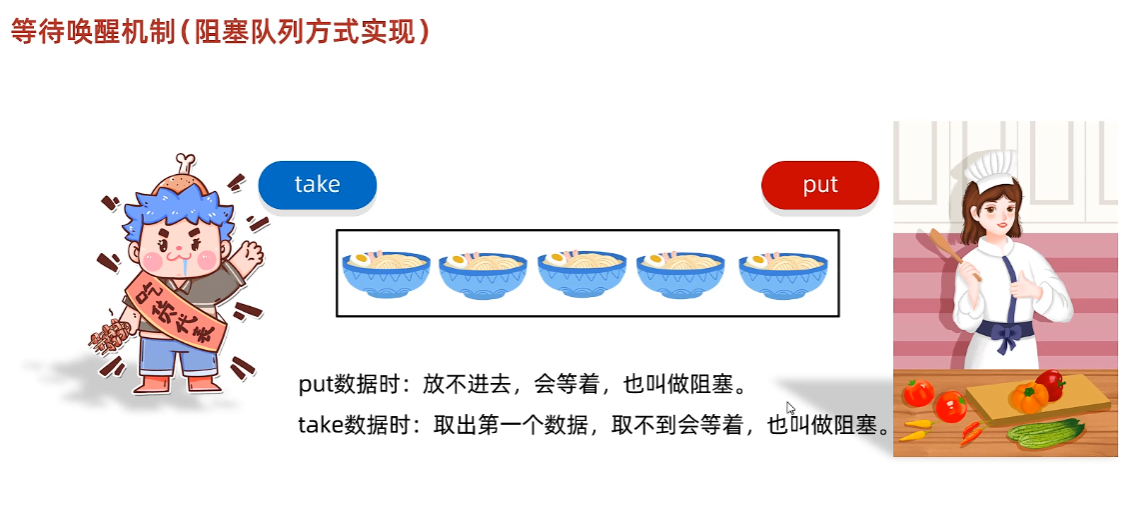 等待唤醒机制(阻塞队列方式实现)
take
put
吃货代表
put数据时：放不进去，会等着，也叫做阻塞。
take数据时：取出第一个数据，取不到会等着，也叫做阻塞。